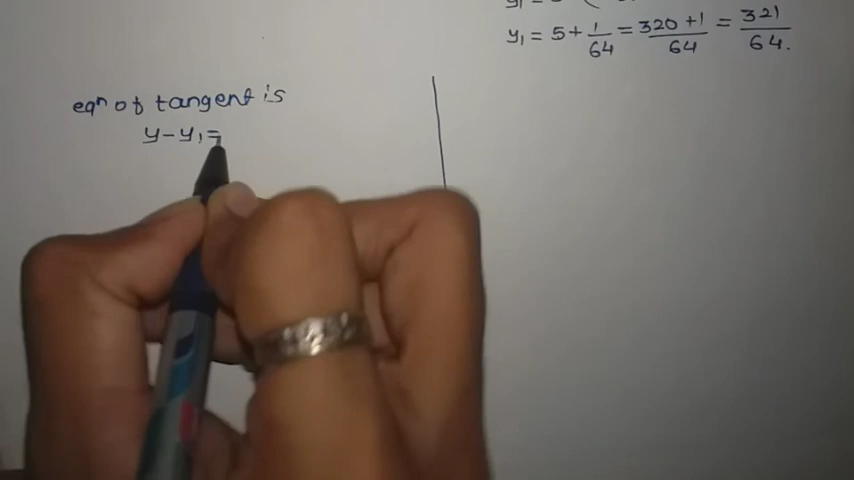 y₁ = 5 + 1/64 = 320 + 1/64 = 321/64.
eqⁿ of tangent is
y - y₁ =